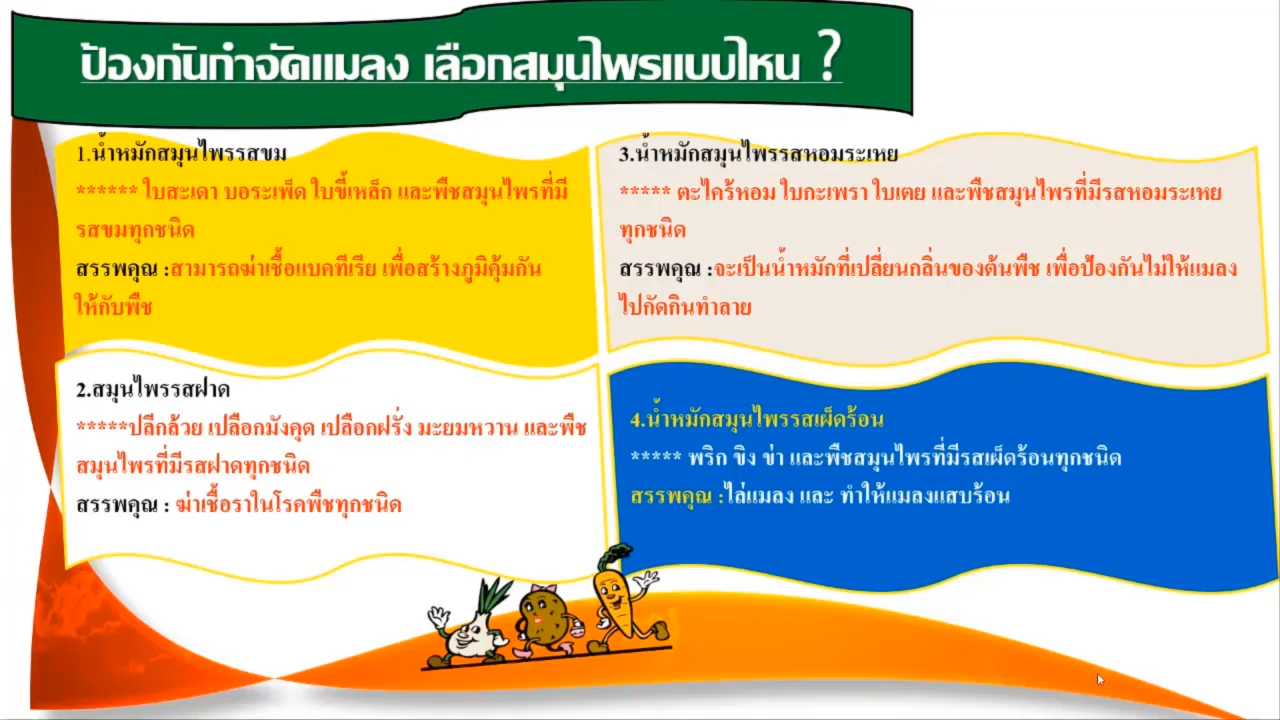 ป้องกันกำจัดแมลง เลือกสมุนไพรแบบไหน ?
1.น้ำหมักสมุนไพรรสขม
****** ใบสะเดา บอระเพ็ด ใบขี้เหล็ก และพืชสมุนไพรที่มี
รสขมทุกชนิด
สรรพคุณ :สามารถฆ่าเชื้อแบคทีเรีย เพื่อสร้างภูมิคุ้มกัน
ให้กับพืช
2.สมุนไพรรสฝาด
*****ปลีกล้วย เปลือกมังคุด เปลือกฝรั่ง มะยมหวาน และพืช
สมุนไพรที่มีรสฝาดทุกชนิด
สรรพคุณ : ฆ่าเชื้อราในโรคพืชทุกชนิด
3.น้ำหมักสมุนไพรรสหอมระเหย
***** ตะไคร้หอม ใบกะเพรา ใบเตย และพืชสมุนไพรที่มีรสหอมระเหย
ทุกชนิด
สรรพคุณ :จะเป็นน้ำหมักที่เปลี่ยนกลิ่นของต้นพืช เพื่อป้องกันไม่ให้แมลง
ไปกัดกินทำลาย
4.น้ำหมักสมุนไพรรสเผ็ดร้อน
***** พริก ขิง ข่า และพืชสมุนไพรที่มีรสเผ็ดร้อนทุกชนิด
สรรพคุณ :ไล่แมลง และ ทำให้แมลงแสบร้อน